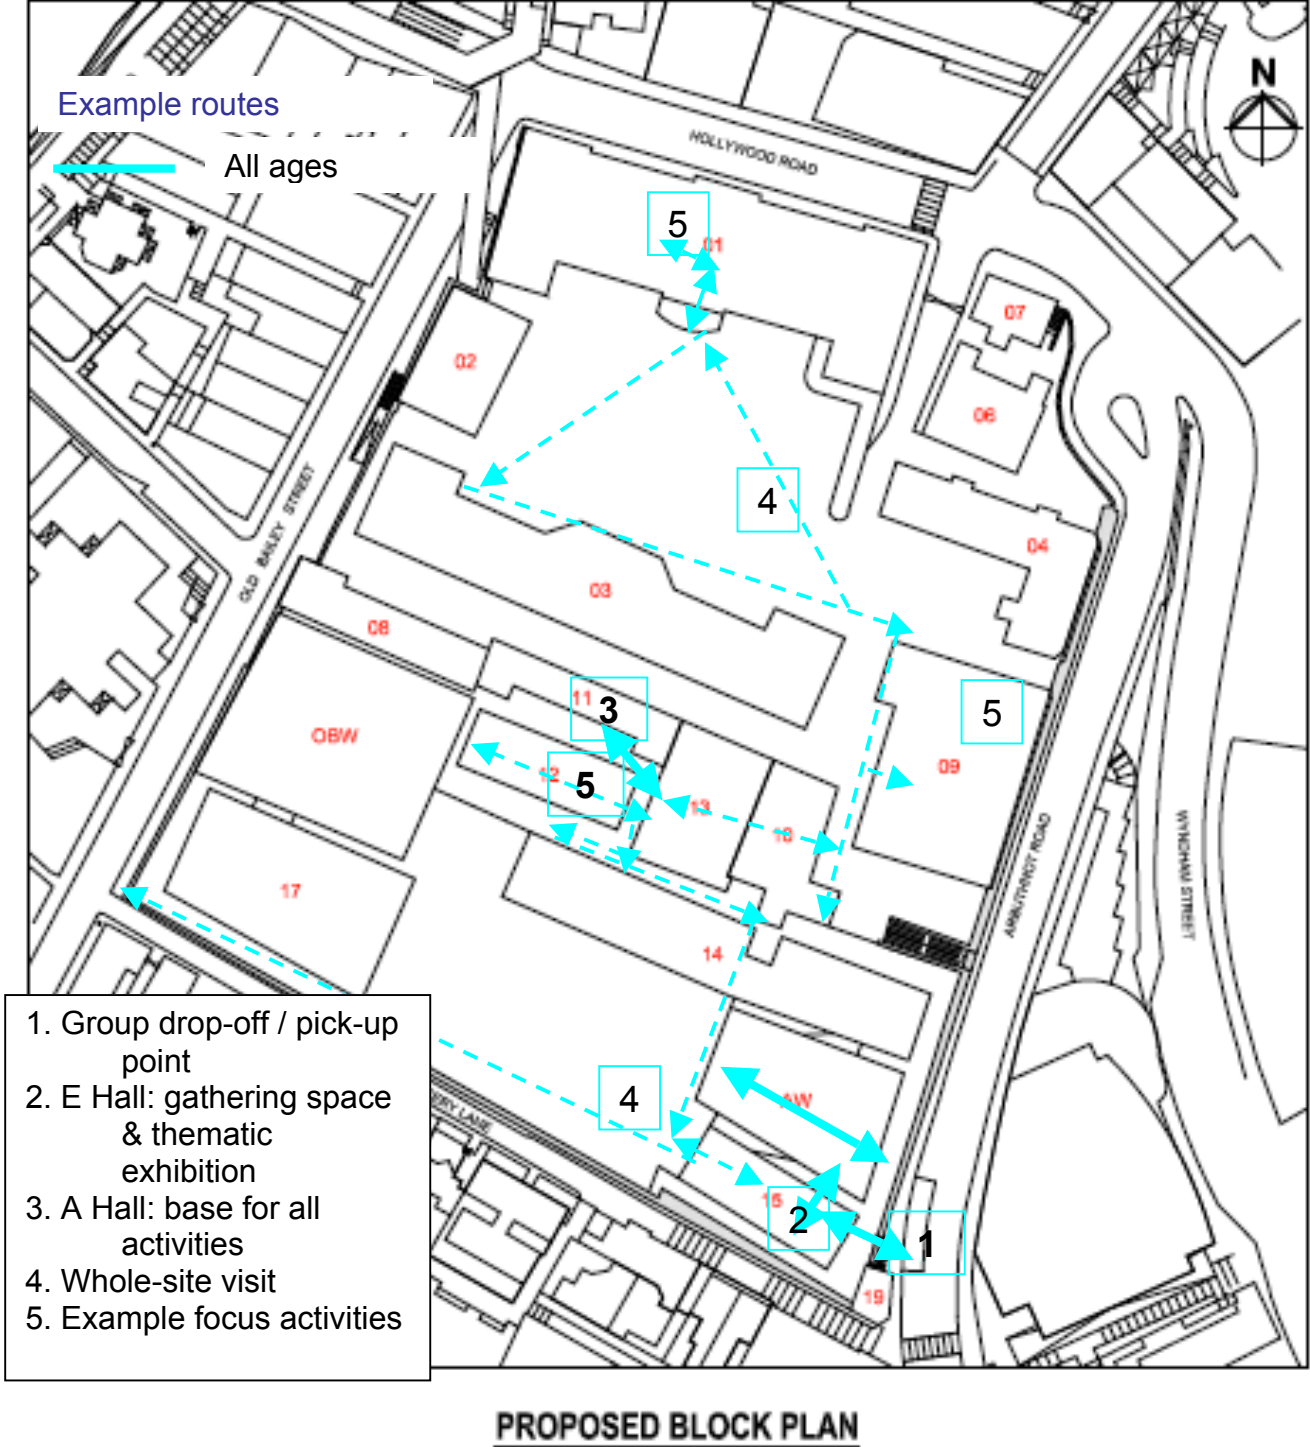 Example routes
All ages
N
HOLLYWOOD ROAD
5
01
07
02
06
4
OLD BAILEY STREET
04
03
08
11
3
5
OBW
12
5
13
10
09
17
14
ARBUTHNOT ROAD
WYNDHAM STREET
1. Group drop-off / pick-up
point
2. E Hall: gathering space
& thematic
exhibition
3. A Hall: base for all
activities
4. Whole-site visit
5. Example focus activities
4
AW
ERY LANE
15
2
1
19
PROPOSED BLOCK PLAN